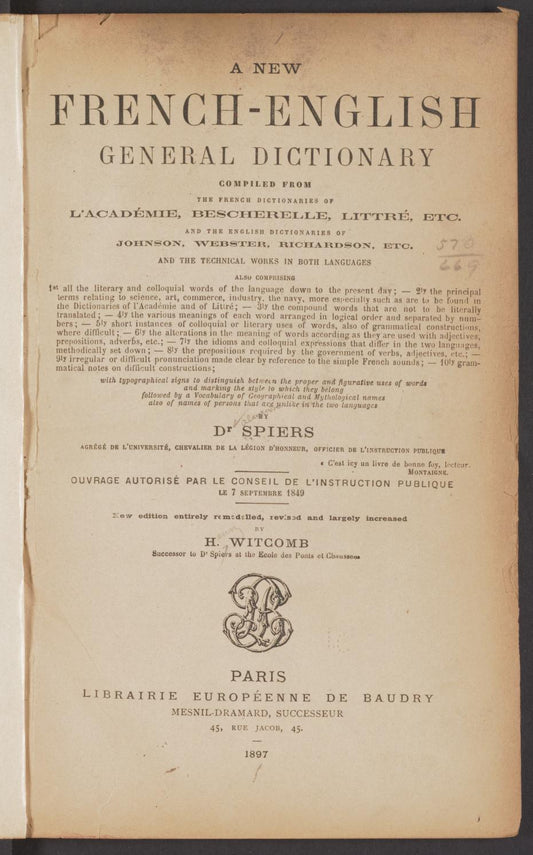 A NEW
FRENCH-ENGLISH
GENERAL DICTIONARY
COMPILED FROM
THE FRENCH DICTIONARIES OF
L'ACADÉMIE, BESCHERELLE, LITTRÉ, ETC.
AND THE ENGLISH DICTIONARIES OF
JOHNSON, WEBSTER, RICHARDSON, ETC.
570
669
AND THE TECHNICAL WORKS IN BOTH LANGUAGES
ALSO COMPRISING
1st all the literary and colloquial words of the language down to the present day; — 2ly the principal
terms relating to science, art, commerce, industry, the navy, more especially such as are to be found in
the Dictionaries of l'Académie and of Littré; — 3ly the compound words that are not to be literally
translated; — 4ly the various meanings of each word arranged in logical order and separated by num-
bers; — 5ly short instances of colloquial or literary uses of words, also of grammatical constructions,
where difficult; — 6ly the alterations in the meaning of words according as they are used with adjectives,
prepositions, adverbs, etc.; — 7ly the idioms and colloquial expressions that differ in the two languages,
methodically set down; — 8ly the prepositions required by the government of verbs, adjectives, etc.; —
9ly irregular or difficult pronunciation made clear by reference to the simple French sounds; — 10ly gram-
matical notes on difficult constructions;
with typographical signs to distinguish between the proper and figurative uses of words
and marking the style to which they belong
followed by a Vocabulary of Geographical and Mythological names
also of names of persons that are unlike in the two languages
BY
Dr SPIERS
AGRÉGÉ DE L'UNIVERSITÉ, CHEVALIER DE LA LÉGION D'HONNEUR, OFFICIER DE L'INSTRUCTION PUBLIQUE
« C'est icy un livre de bonne foy, lecteur.
MONTAIGNE.
OUVRAGE AUTORISÉ PAR LE CONSEIL DE L'INSTRUCTION PUBLIQUE
LE 7 SEPTEMBRE 1849
New edition entirely remodelled, revised and largely increased
BY
H. WITCOMB
Successor to Dr Spiers at the Ecole des Ponts et Chaussees
PARIS
LIBRAIRIE EUROPÉENNE DE BAUDRY
MESNIL-DRAMARD, SUCCESSEUR
45, RUE JACOB, 45.
1897